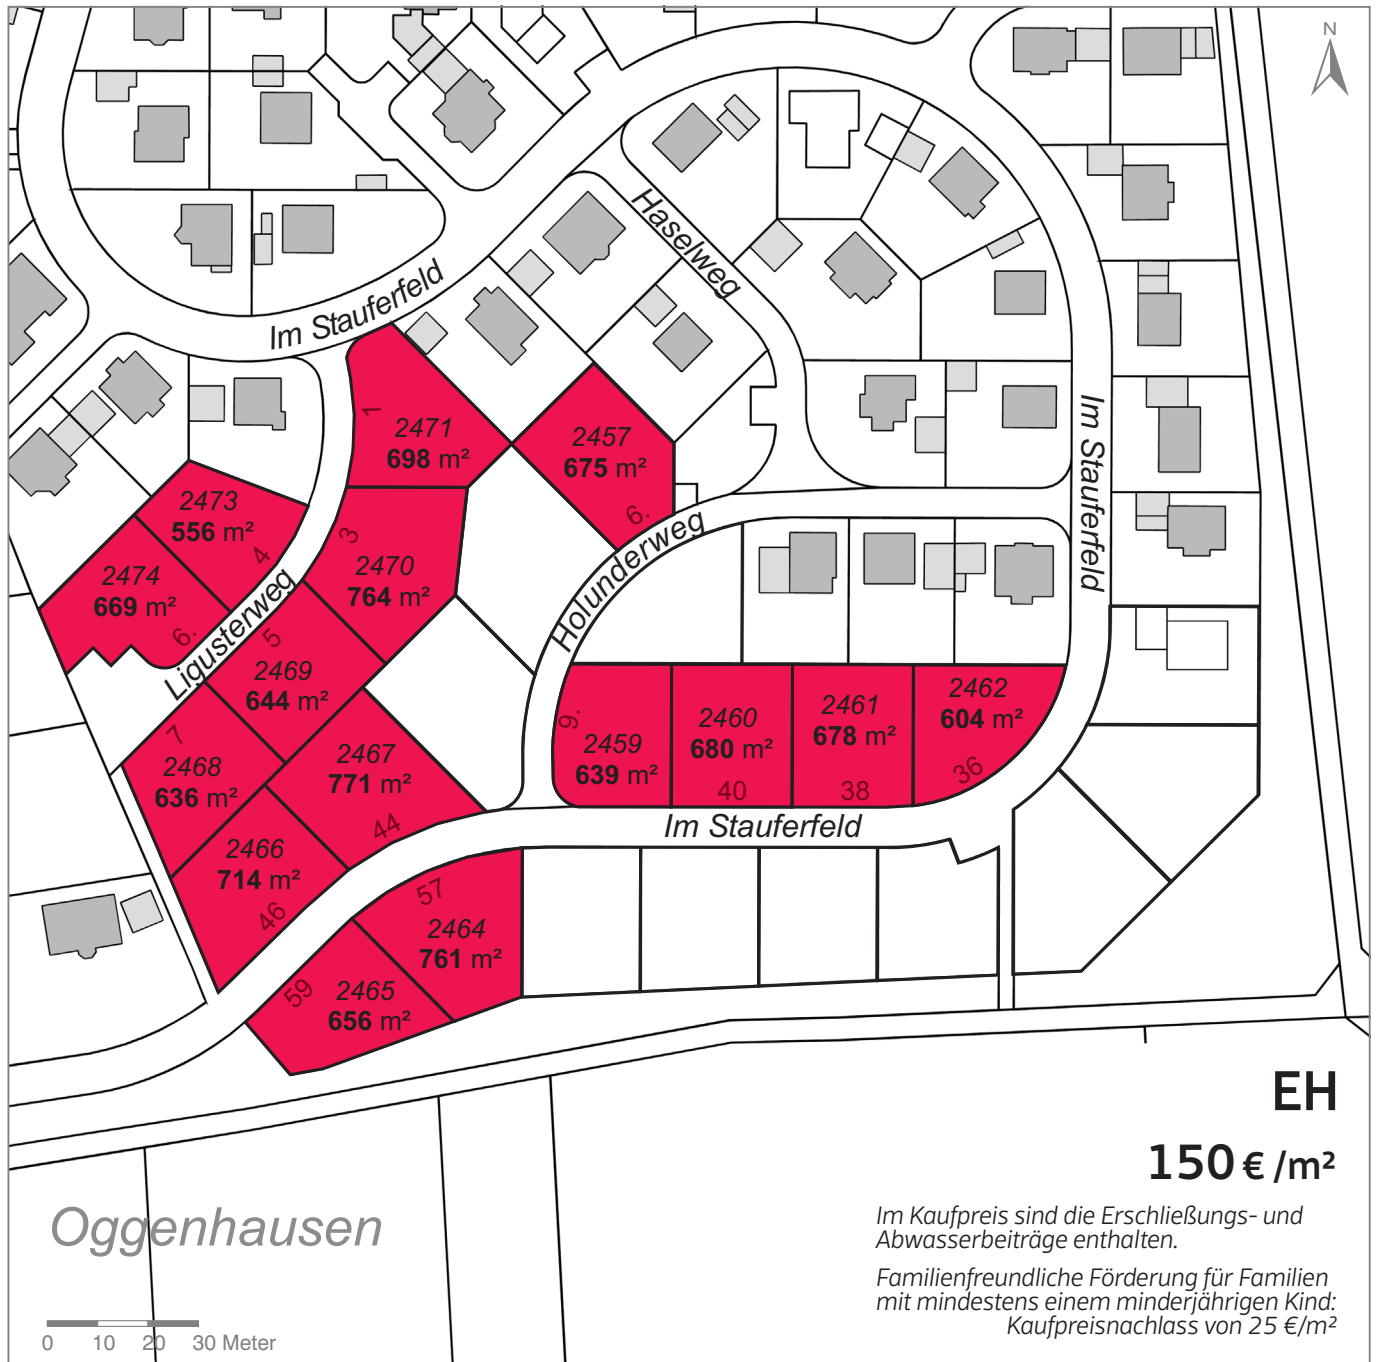 N
Haselweg
Im Stauferfeld
1
2471
698 m²
2457
675 m²
6.
Im Stauferfeld
2473
556 m²
4
3
2470
764 m²
Holunderweg
2474
669 m²
6.
Ligusterweg
5
2469
644 m²
7
2468
636 m²
2467
771 m²
44
9.
2459
639 m²
2460
680 m²
40
2461
678 m²
38
2462
604 m²
36
Im Stauferfeld
2466
714 m²
46
57
2464
761 m²
59
2465
656 m²
EH
150 € /m²
Im Kaufpreis sind die Erschließungs- und
Abwasserbeiträge enthalten.
Familienfreundliche Förderung für Familien
mit mindestens einem minderjährigen Kind:
Kaufpreisnachlass von 25 €/m²
Oggenhausen
0 10 20 30 Meter